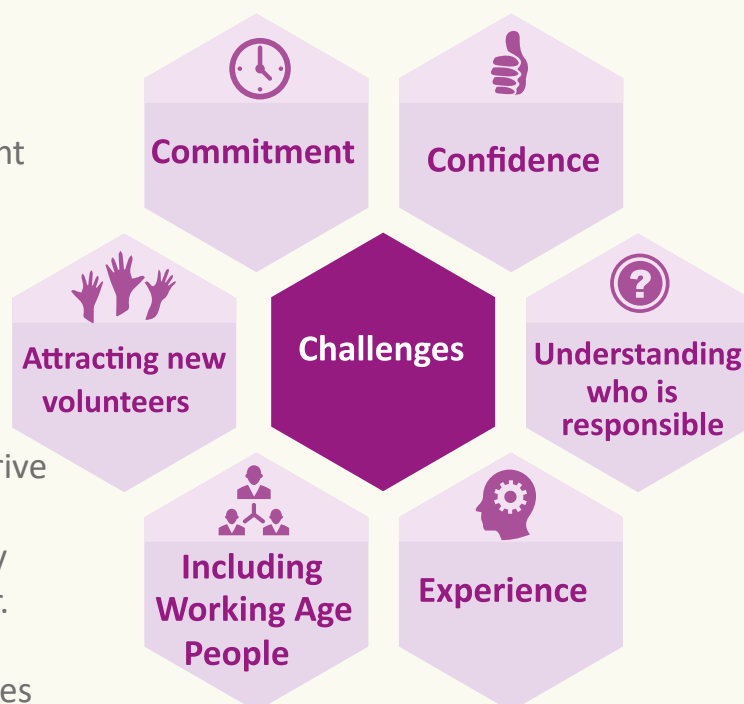 Commitment
Confidence
Attracting new
volunteers
Challenges
Understanding
who is
responsible
Including
Working Age
People
Experience
?